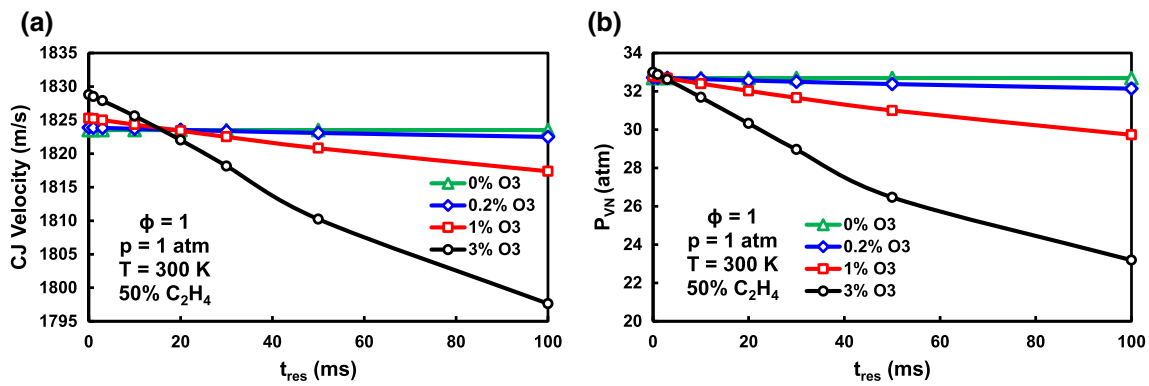 (a)
CJ Velocity (m/s)
1835
1830
1825
1820
1815
1810
1805
1800
1795
0 20 40 60 80 100
t_res (ms)
ϕ = 1
p = 1 atm
T = 300 K
50% C₂H₄
0% O3
0.2% O3
1% O3
3% O3
(b)
P_VN (atm)
34
32
30
28
26
24
22
20
0 20 40 60 80 100
t_res (ms)
ϕ = 1
p = 1 atm
T = 300 K
50% C₂H₄
0% O3
0.2% O3
1% O3
3% O3